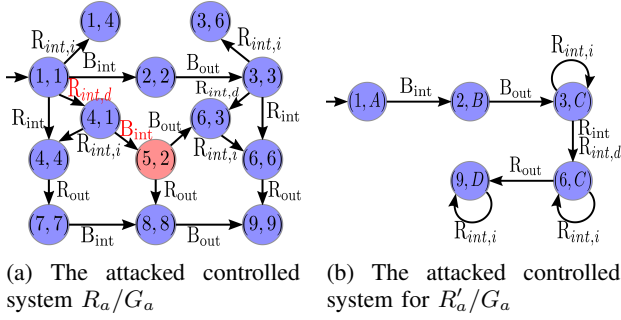 1, 4
3, 6
R_{int,i}
R_{int,i}
B_{int}
B_{out}
1, 1
2, 2
3, 3
R_{int,d}
R_{int,d}
R_{int}
R_{int}
4, 1
B_{int}
B_{out}
6, 3
R_{int,i}
R_{int,i}
4, 4
5, 2
6, 6
R_{out}
R_{out}
R_{out}
7, 7
B_{int}
8, 8
B_{out}
9, 9
(a) The attacked controlled
system R_a/G_a
R_{int,i}
1, A
B_{int}
2, B
B_{out}
3, C
R_{int}
R_{int,d}
9, D
R_{out}
6, C
R_{int,i}
R_{int,i}
(b) The attacked controlled
system for R'_a/G_a